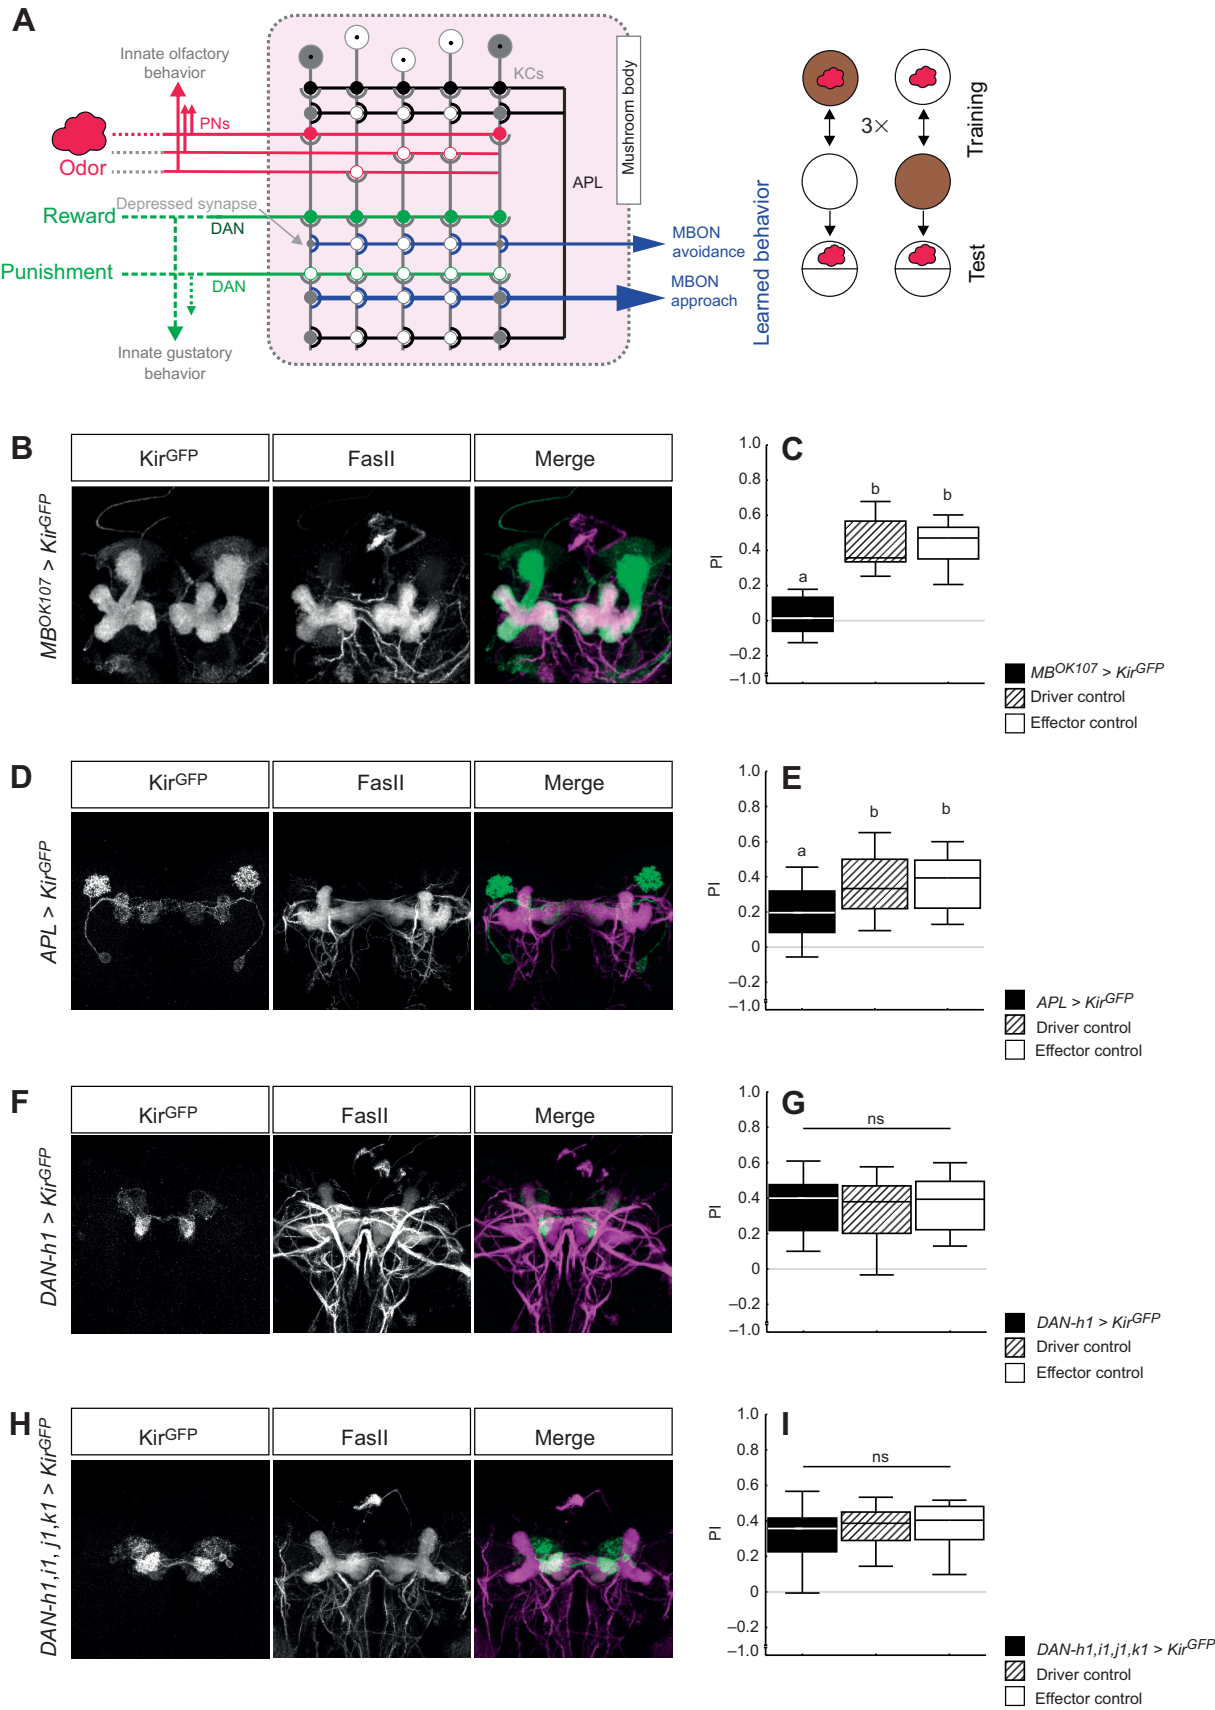 A
Innate olfactory
behavior
PNs
Odor
KCs
Mushroom body
APL
Depressed synapse
Reward
DAN
Punishment
DAN
Innate gustatory
behavior
MBON
avoidance
MBON
approach
Learned behavior
3×
Training
Test
B
KirGFP
FasII
Merge
MBOK107 > KirGFP
C
1.0
0.8
0.6
0.4
0.2
0
–0.2
–1.0
PI
a
b
b
MBOK107 > KirGFP
Driver control
Effector control
D
KirGFP
FasII
Merge
APL > KirGFP
E
1.0
0.8
0.6
0.4
0.2
0
–0.2
–1.0
PI
a
b
b
APL > KirGFP
Driver control
Effector control
F
KirGFP
FasII
Merge
DAN-h1 > KirGFP
G
1.0
0.8
0.6
0.4
0.2
0
–0.2
–1.0
PI
ns
DAN-h1 > KirGFP
Driver control
Effector control
H
KirGFP
FasII
Merge
DAN-h1,i1, j1,k1 > KirGFP
I
1.0
0.8
0.6
0.4
0.2
0
–0.2
–1.0
PI
ns
DAN-h1,i1,j1,k1 > KirGFP
Driver control
Effector control